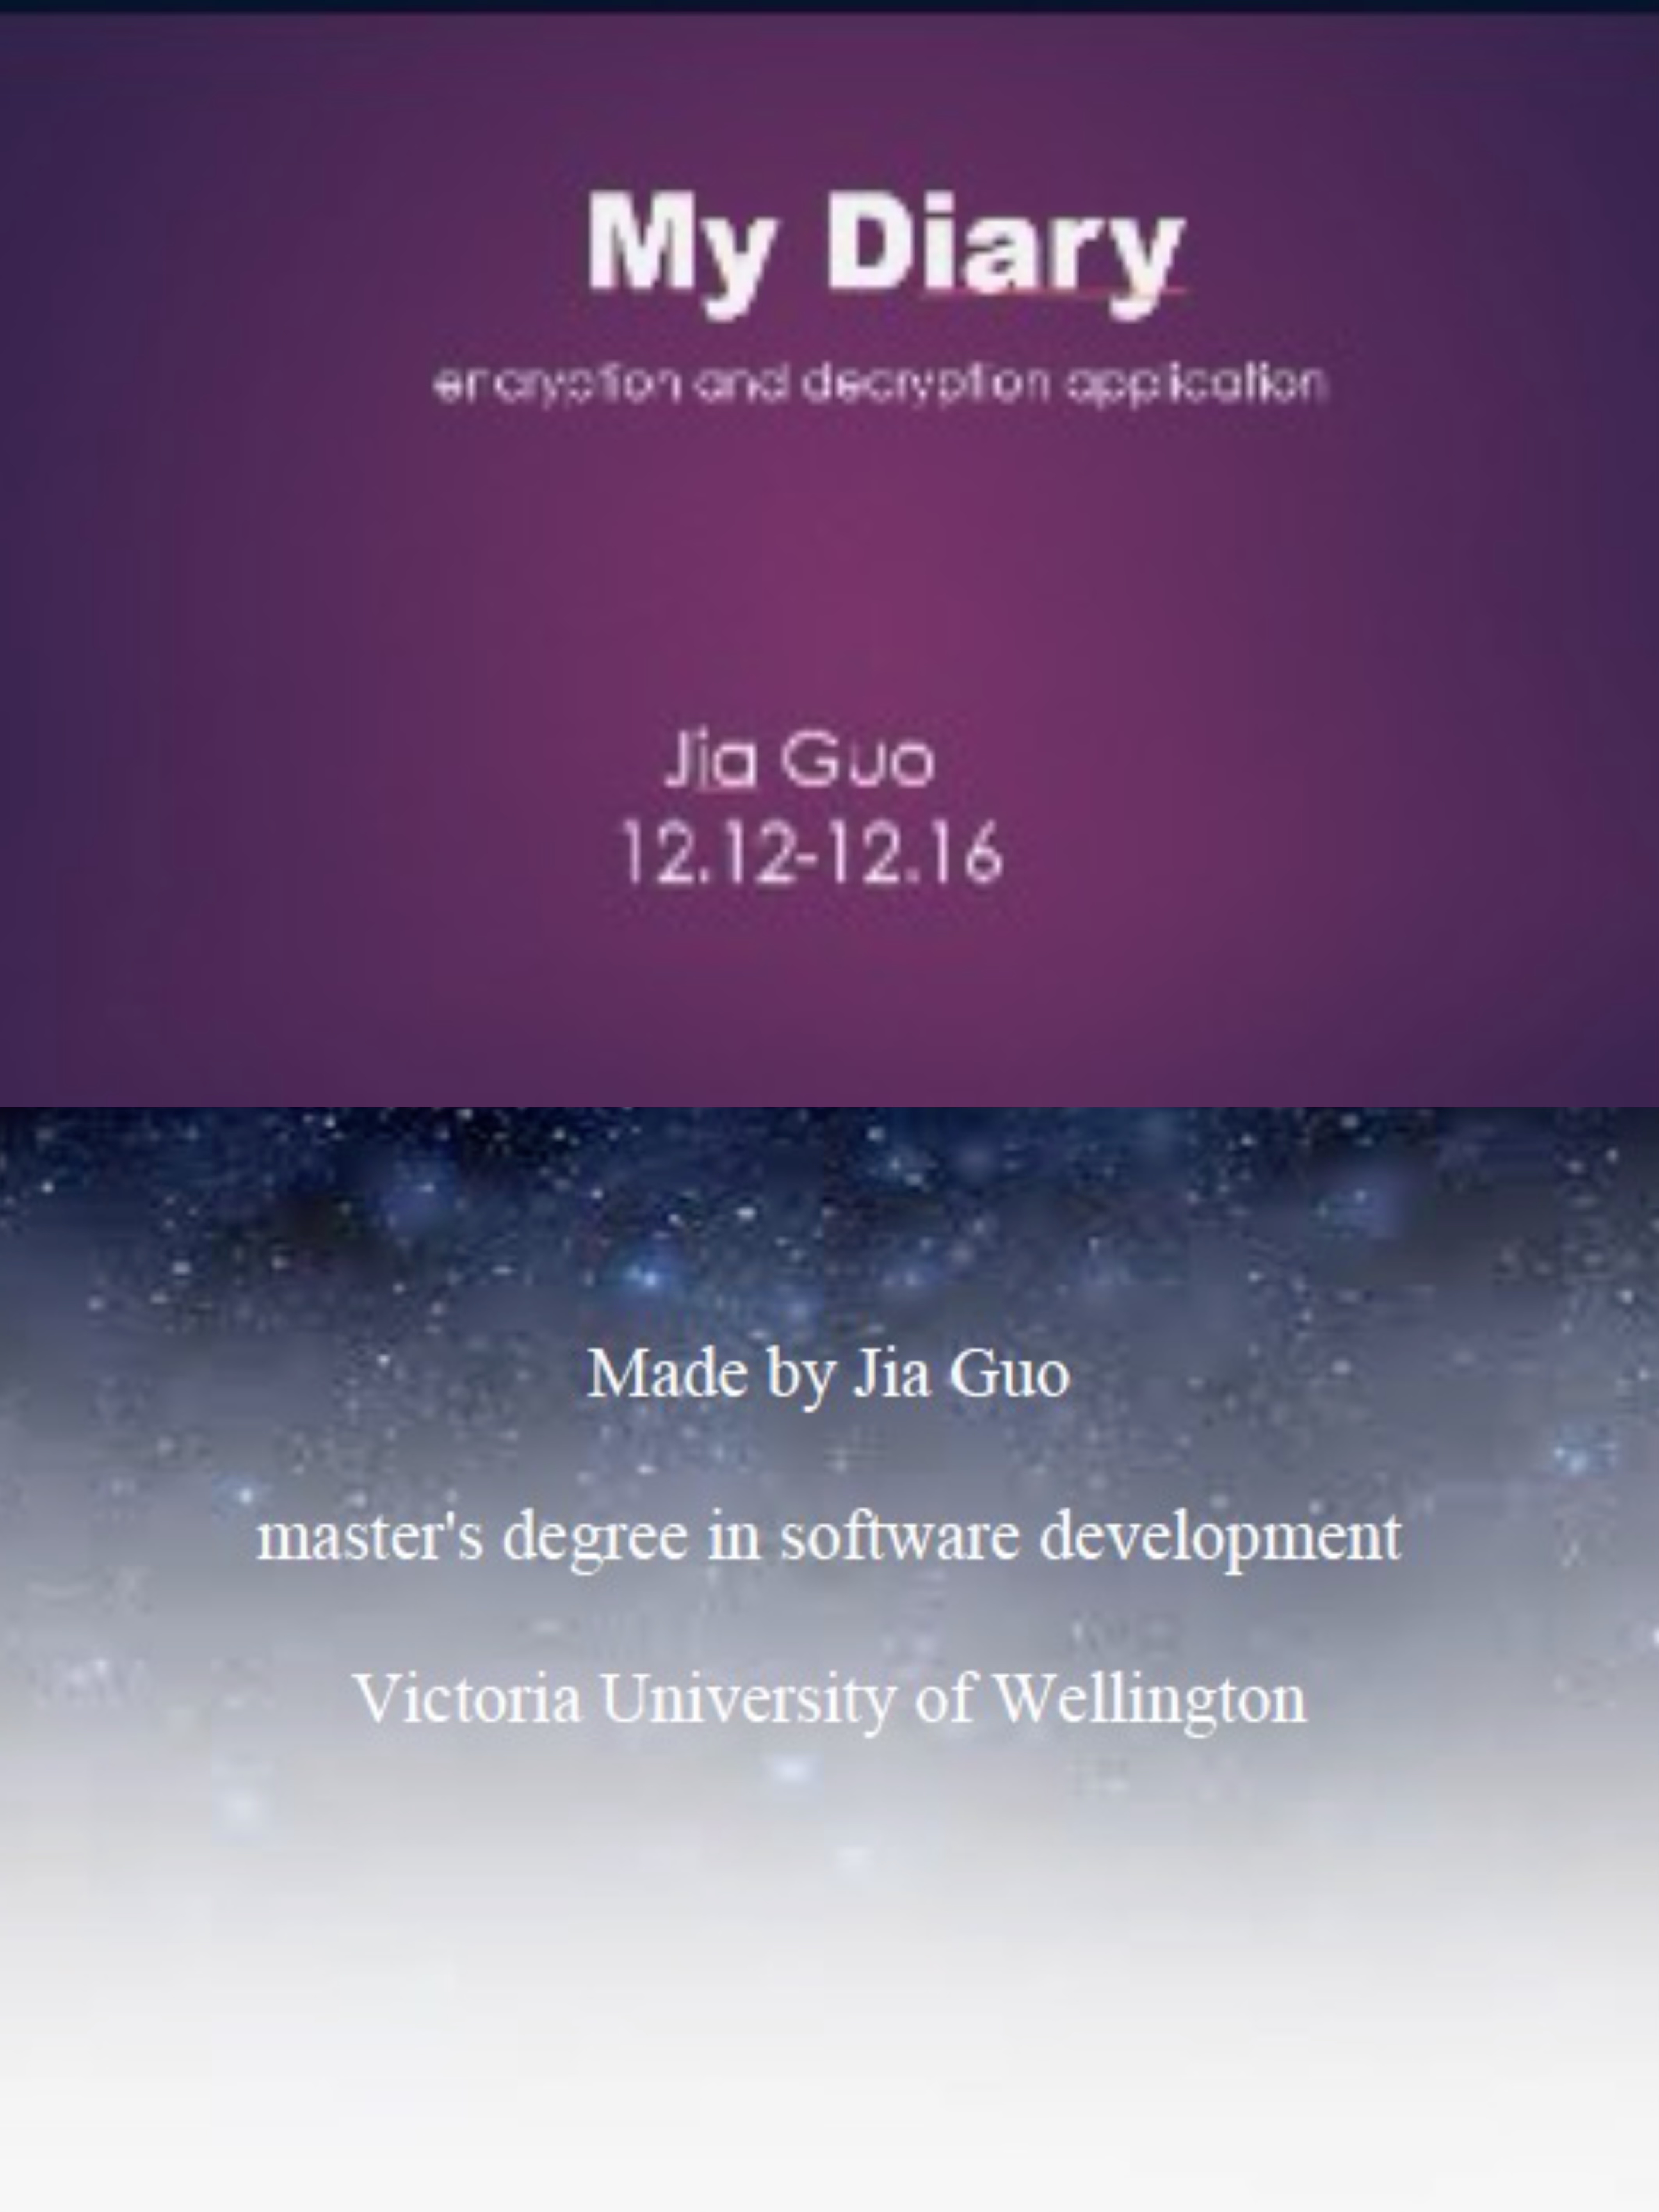 My Diary
encryption and decryption application
Jia Guo
12.12-12.16
Made by Jia Guo
master's degree in software development
Victoria University of Wellington